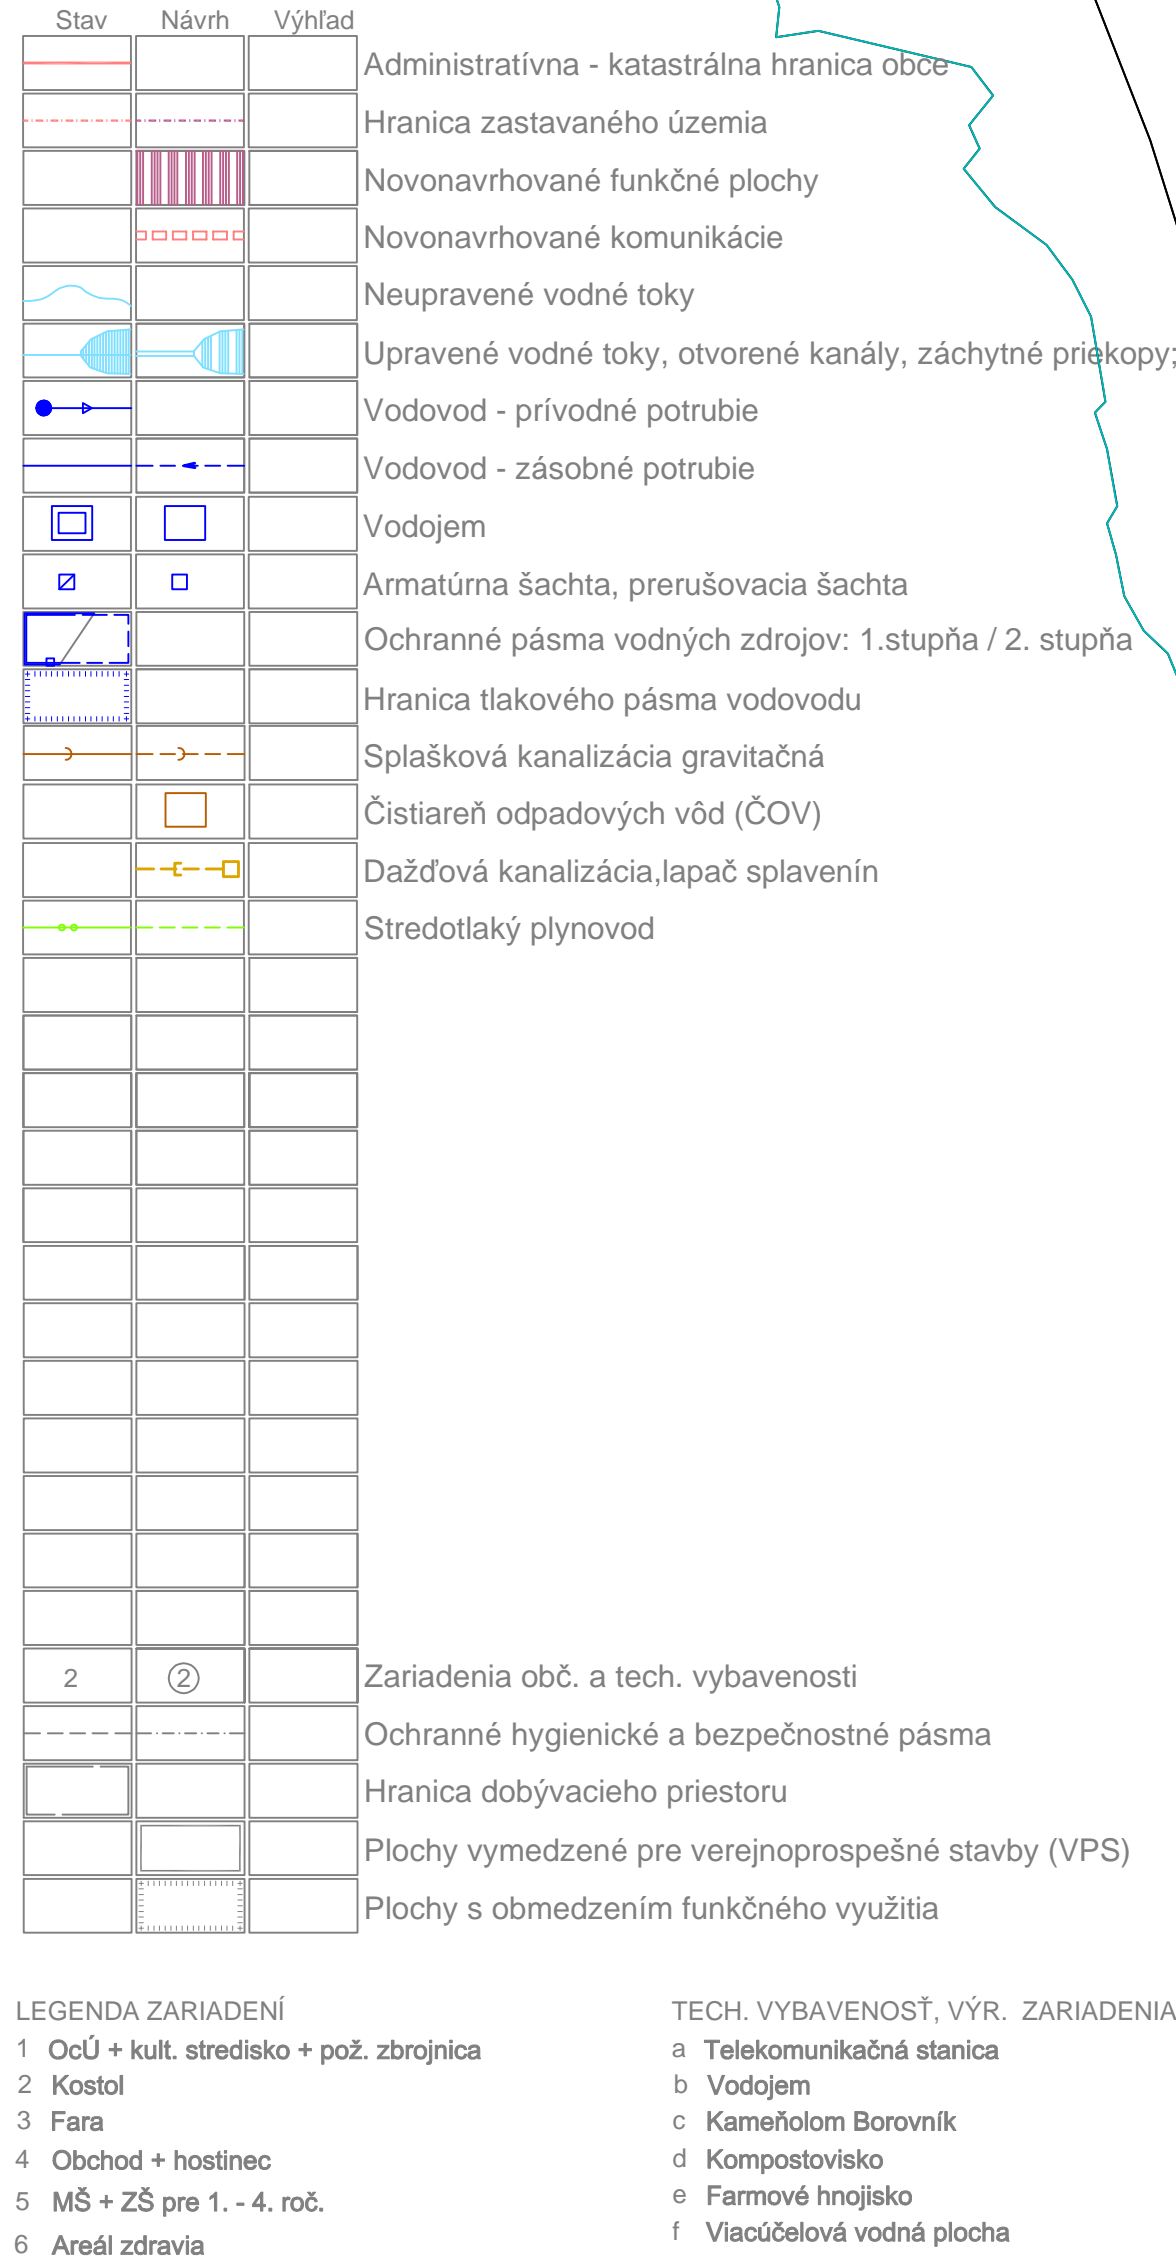 Stav Návrh Výhľad
Administratívna - katastrálna hranica obce
Hranica zastavaného územia
Novonavrhované funkčné plochy
Novonavrhované komunikácie
Neupravené vodné toky
Upravené vodné toky, otvorené kanály, záchytné priekopy;
Vodovod - prívodné potrubie
Vodovod - zásobné potrubie
Vodojem
Armatúrna šachta, prerušovacia šachta
Ochranné pásma vodných zdrojov: 1.stupňa / 2. stupňa
Hranica tlakového pásma vodovodu
Splašková kanalizácia gravitačná
Čistiareň odpadových vôd (ČOV)
Dažďová kanalizácia,lapač splavenín
Stredotlaký plynovod
2 2 Zariadenia obč. a tech. vybavenosti
Ochranné hygienické a bezpečnostné pásma
Hranica dobývacieho priestoru
Plochy vymedzené pre verejnoprospešné stavby (VPS)
Plochy s obmedzením funkčného využitia
LEGENDA ZARIADENÍ
1 OcÚ + kult. stredisko + pož. zbrojnica
2 Kostol
3 Fara
4 Obchod + hostinec
5 MŠ + ZŠ pre 1. - 4. roč.
6 Areál zdravia
TECH. VYBAVENOSŤ, VÝR. ZARIADENIA
a Telekomunikačná stanica
b Vodojem
c Kameňolom Borovník
d Kompostovisko
e Farmové hnojisko
f Viacúčelová vodná plocha